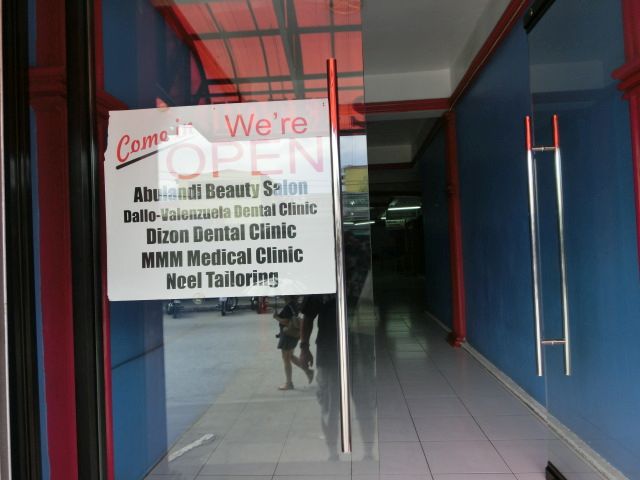 Come in We're
OPEN
Abulandi Beauty Salon
Dallo-Valenzuela Dental Clinic
Dizon Dental Clinic
MMM Medical Clinic
Noel Tailoring